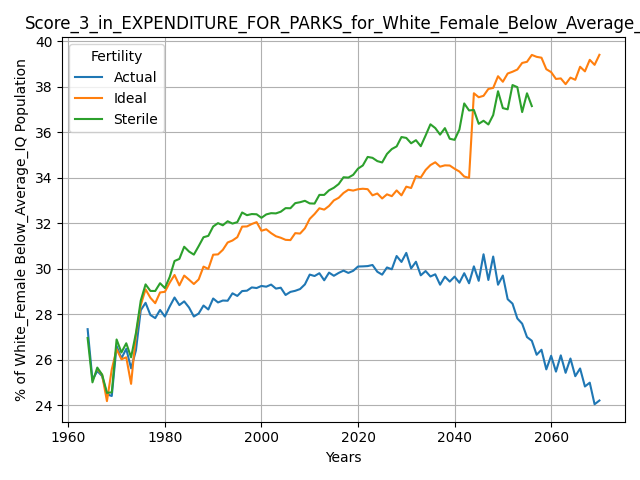 Score_3_in_EXPENDITURE_FOR_PARKS_for_White_Female_Below_Average_
% of White_Female Below_Average_IQ Population
40
38
36
34
32
30
28
26
24
Fertility
Actual
Ideal
Sterile
1960
1980
2000
2020
2040
2060
Years